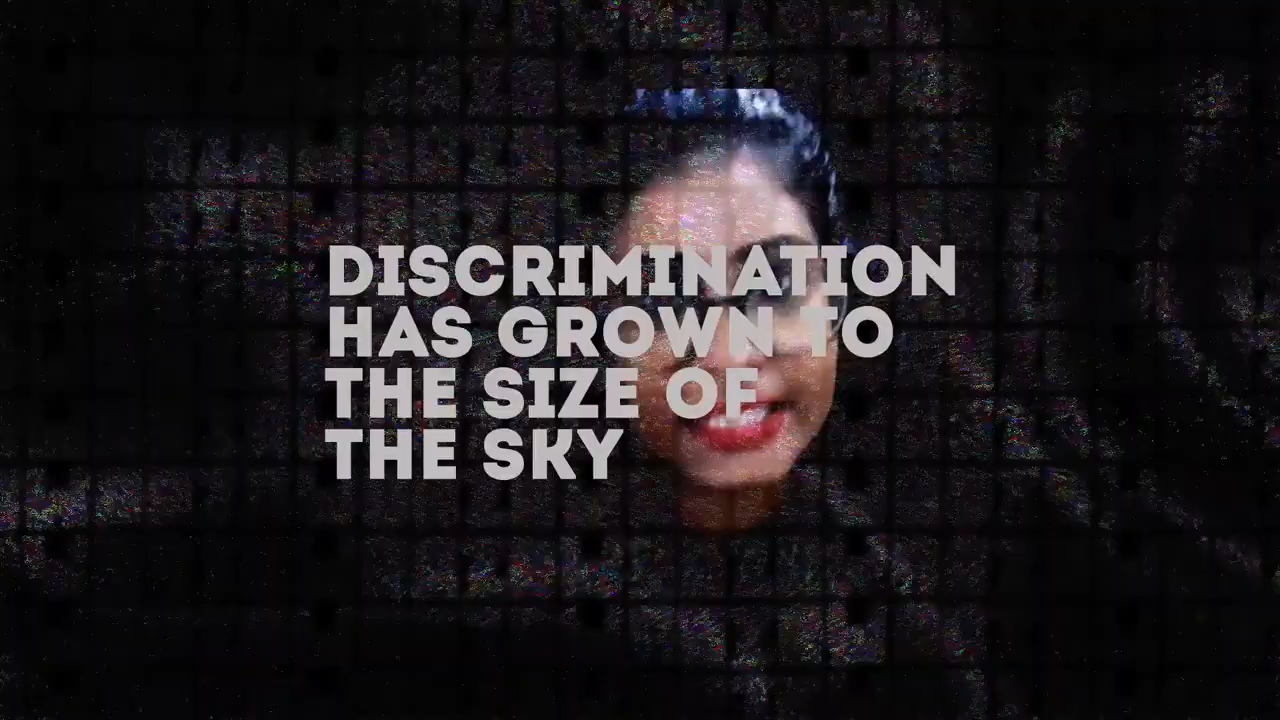 DISCRIMINATION
HAS GROWN TO
THE SIZE OF
THE SKY